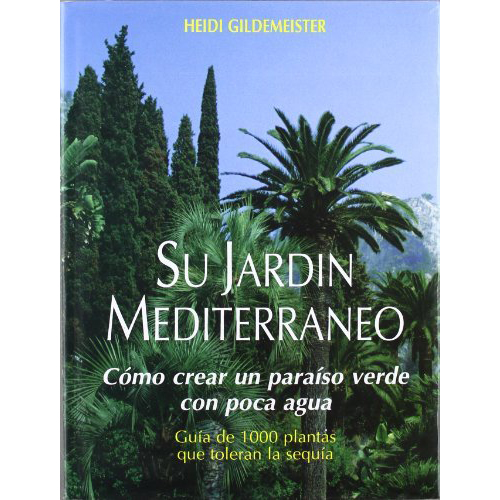 HEIDI GILDEMEISTER
SU JARDIN
MEDITERRANEO
Cómo crear un paraíso verde
con poca agua
Guía de 1000 plantas
que toleran la sequía